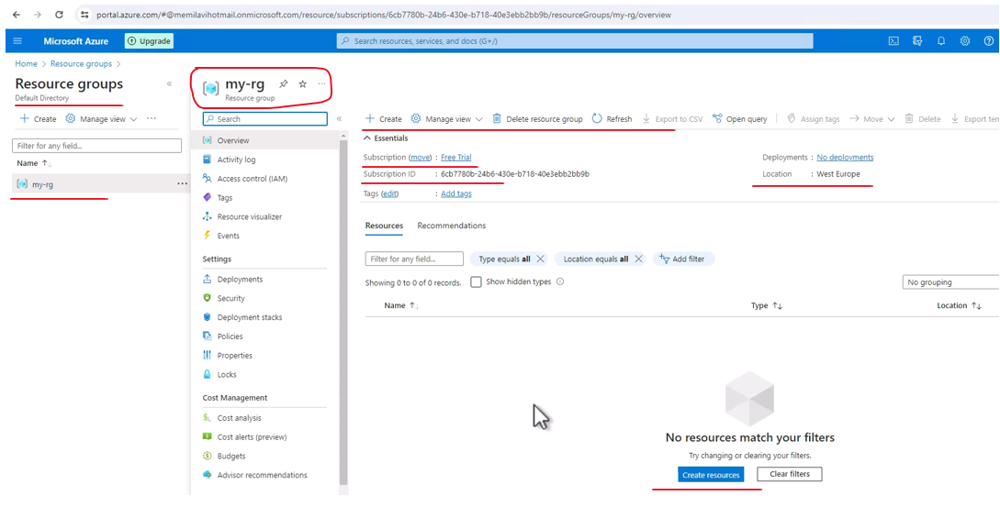 portal.azure.com/#@memilavihotmail.onmicrosoft.com/resource/subscriptions/6cb7780b-24b6-430e-b718-40e3ebb2bb9b/resourceGroups/my-rg/overview
Microsoft Azure Upgrade Search resources, services, and docs (G+/)
Home > Resource groups >
Resource groups
Default Directory
Create Manage view
Filter for any field...
Name
my-rg
my-rg
Resource group
Search
Overview
Activity log
Access control (IAM)
Tags
Resource visualizer
Events
Settings
Deployments
Security
Deployment stacks
Policies
Properties
Locks
Cost Management
Cost analysis
Cost alerts (preview)
Budgets
Advisor recommendations
Create Manage view Delete resource group Refresh Export to CSV Open query Assign tags Move Delete Export tem
Essentials
Subscription (move) : Free Trial
Subscription ID : 6cb7780b-24b6-430e-b718-40e3ebb2bb9b
Tags (edit) : Add tags
Deployments : No deployments
Location : West Europe
Resources Recommendations
Filter for any field... Type equals all Location equals all Add filter
Showing 0 to 0 of 0 records. Show hidden types No grouping
Name Type Location
No resources match your filters
Try changing or clearing your filters.
Create resources Clear filters